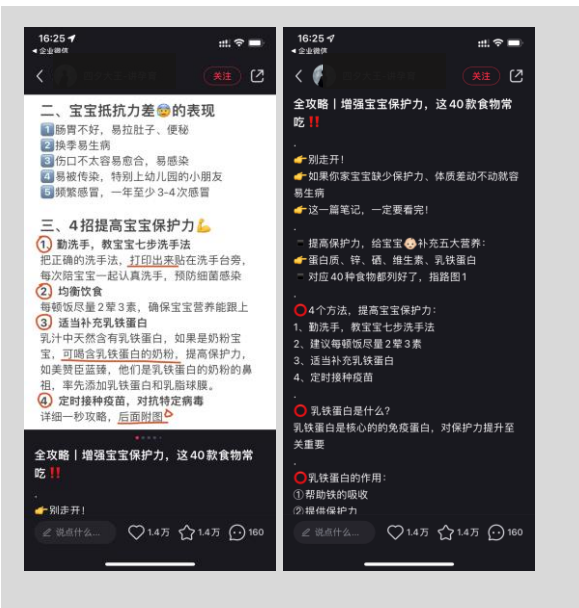 16:25
◀ 企业微信
关注
二、宝宝抵抗力差😨的表现
1️⃣肠胃不好，易拉肚子、便秘
2️⃣换季易生病
3️⃣伤口不太容易愈合，易感染
4️⃣易被传染，特别上幼儿园的小朋友
5️⃣频繁感冒，一年至少3-4次感冒
三、4招提高宝宝保护力💪
1、勤洗手，教宝宝七步洗手法
把正确的洗手法，打印出来贴在洗手台旁，
每次陪宝宝一起认真洗手，预防细菌感染
2、均衡饮食
每顿饭尽量2荤3素，确保宝宝营养能跟上
3、适当补充乳铁蛋白
乳汁中天然含有乳铁蛋白，如果是奶粉宝
宝，可喝含乳铁蛋白的奶粉，提高保护力，
如美赞臣蓝臻，他们是乳铁蛋白的奶粉的鼻
祖，率先添加乳铁蛋白和乳脂球膜。
4、定时接种疫苗，对抗特定病毒
详细一秒攻略，后面附图
全攻略丨增强宝宝保护力，这40款食物常
吃‼️
.
👉别走开！
说点什么...
1.4万
1.4万
160
16:25
◀ 企业微信
关注
全攻略丨增强宝宝保护力，这40款食物常
吃‼️
.
👉别走开！
👉如果你家宝宝缺少保护力、体质差动不动就容
易生病
👉这一篇笔记，一定要看完！
.
▪️提高保护力，给宝宝👶补充五大营养：
👉蛋白质、锌、硒、维生素、乳铁蛋白
▪️对应40种食物都列好了，指路图1
.
⭕4个方法，提高宝宝保护力：
1、勤洗手，教宝宝七步洗手法
2、建议每顿饭尽量2荤3素
3、适当补充乳铁蛋白
4、定时接种疫苗
.
⭕ 乳铁蛋白是什么？
乳铁蛋白是核心的的免疫蛋白，对保护力提升至
关重要
.
⭕乳铁蛋白的作用：
①帮助铁的吸收
②提供保护力
说点什么...
1.4万
1.4万
160